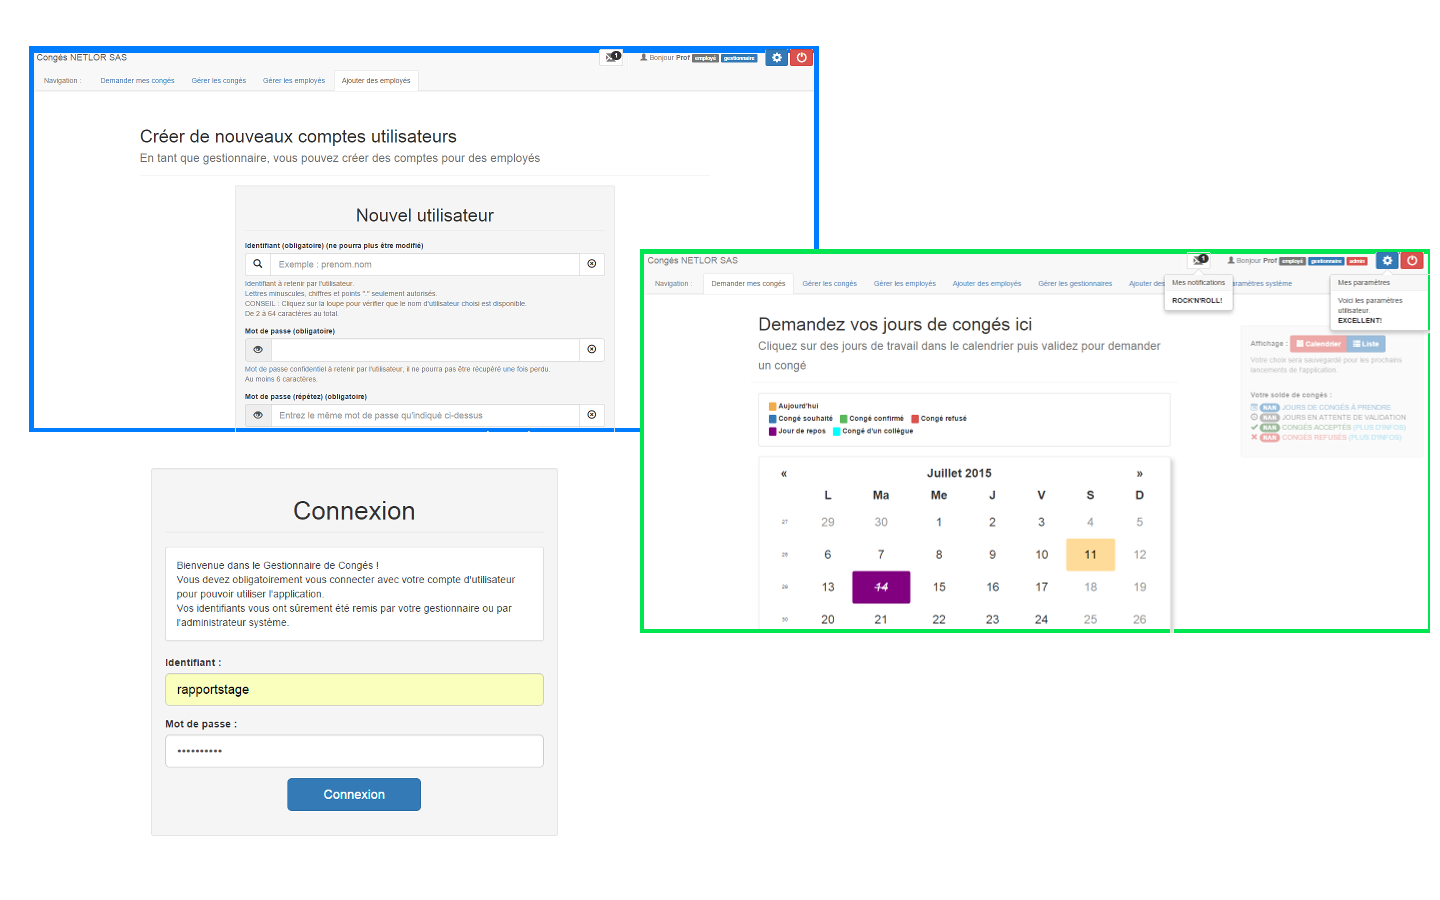 Congés NETLOR SAS
1
Bonjour Prof employé gestionnaire
Navigation : Demander mes congés Gérer les congés Gérer les employés Ajouter des employés
Créer de nouveaux comptes utilisateurs
En tant que gestionnaire, vous pouvez créer des comptes pour des employés
Nouvel utilisateur
Identifiant (obligatoire) (ne pourra plus être modifié)
Exemple : prenom.nom
Identifiant à retenir par l'utilisateur.
Lettres minuscules, chiffres et points "." seulement autorisés.
CONSEIL : Cliquez sur la loupe pour vérifier que le nom d'utilisateur choisi est disponible.
De 2 à 64 caractères au total.
Mot de passe (obligatoire)
Mot de passe confidentiel à retenir par l'utilisateur, il ne pourra pas être récupéré une fois perdu.
Au moins 6 caractères.
Mot de passe (répétez) (obligatoire)
Entrez le même mot de passe qu'indiqué ci-dessus
Congés NETLOR SAS
1
Bonjour Prof employé gestionnaire admin
Navigation : Demander mes congés Gérer les congés Gérer les employés Ajouter des employés Gérer les gestionnaires Ajouter des
ramètres système
Mes notifications
ROCK'N'ROLL!
Mes paramètres
Voici les paramètres
utilisateur.
EXCELLENT!
Demandez vos jours de congés ici
Cliquez sur des jours de travail dans le calendrier puis validez pour demander
un congé
Aujourd'hui
Congé souhaité Congé confirmé Congé refusé
Jour de repos Congé d'un collègue
« Juillet 2015 »
L Ma Me J V S D
27 29 30 1 2 3 4 5
28 6 7 8 9 10 11 12
29 13 14 15 16 17 18 19
30 20 21 22 23 24 25 26
Affichage : Calendrier Liste
Votre choix sera sauvegardé pour les prochains
lancements de l'application.
Votre solde de congés :
NAN JOURS DE CONGÉS À PRENDRE
NAN JOURS EN ATTENTE DE VALIDATION
NAN CONGÉS ACCEPTÉS (PLUS D'INFOS)
NAN CONGÉS REFUSÉS (PLUS D'INFOS)
Connexion
Bienvenue dans le Gestionnaire de Congés !
Vous devez obligatoirement vous connecter avec votre compte d'utilisateur
pour pouvoir utiliser l'application.
Vos identifiants vous ont sûrement été remis par votre gestionnaire ou par
l'administrateur système.
Identifiant :
rapportstage
Mot de passe :
••••••••••
Connexion